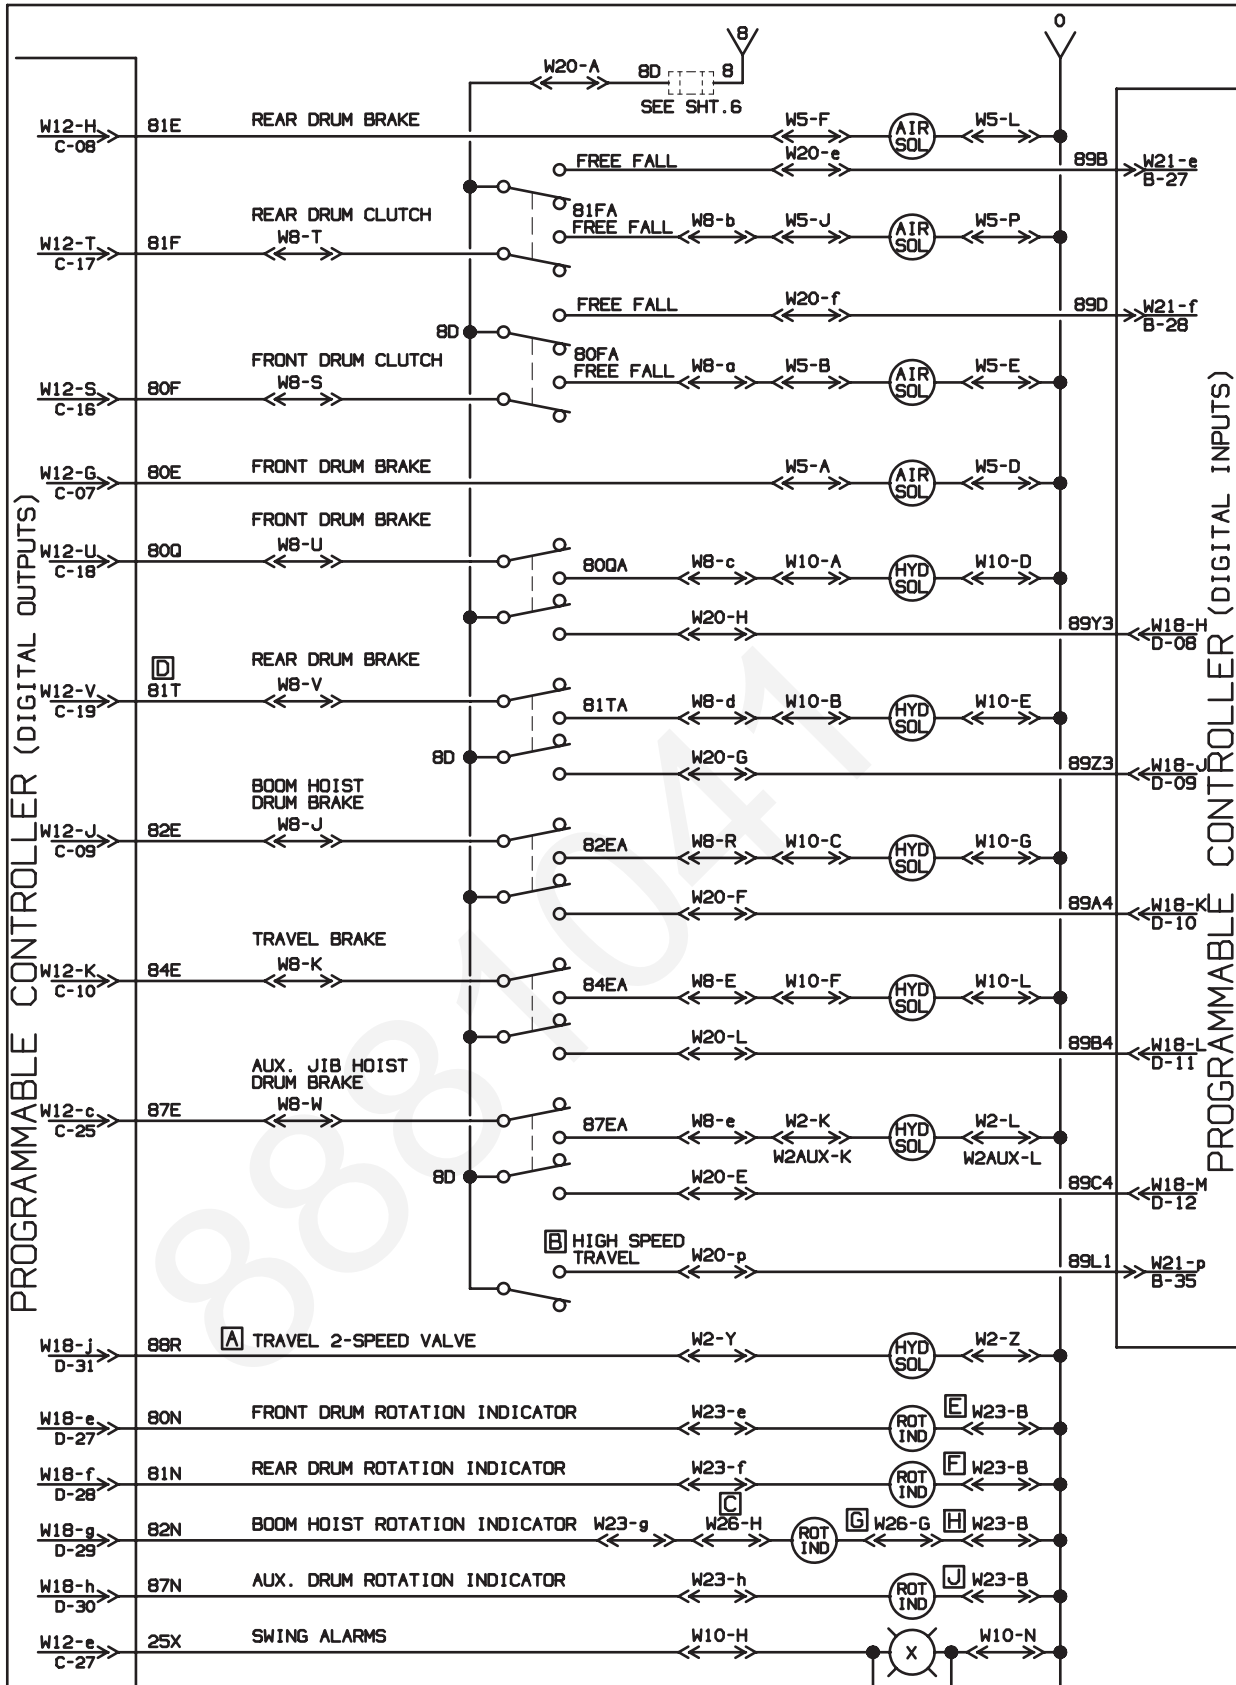 8
0
W20-A
8D
8
SEE SHT.6
W12-H
C-08
81E
REAR DRUM BRAKE
W5-F
AIR
SOL
W5-L
FREE FALL
W20-e
89B
W21-e
B-27
81FA
FREE FALL
W8-b
W5-J
AIR
SOL
W5-P
W12-T
C-17
81F
REAR DRUM CLUTCH
W8-T
FREE FALL
W20-f
89D
W21-f
B-28
8D
80FA
FREE FALL
W8-a
W5-B
AIR
SOL
W5-E
W12-S
C-16
80F
FRONT DRUM CLUTCH
W8-S
W12-G
C-07
80E
FRONT DRUM BRAKE
W5-A
AIR
SOL
W5-D
W12-U
C-18
80Q
FRONT DRUM BRAKE
W8-U
80QA
W8-c
W10-A
HYD
SOL
W10-D
W20-H
89Y3
W18-H
D-08
W12-V
C-19
D
81T
REAR DRUM BRAKE
W8-V
81TA
W8-d
W10-B
HYD
SOL
W10-E
8D
W20-G
89Z3
W18-J
D-09
W12-J
C-09
82E
BOOM HOIST
DRUM BRAKE
W8-J
82EA
W8-R
W10-C
HYD
SOL
W10-G
W20-F
89A4
W18-K
D-10
W12-K
C-10
84E
TRAVEL BRAKE
W8-K
84EA
W8-E
W10-F
HYD
SOL
W10-L
W20-L
89B4
W18-L
D-11
W12-c
C-25
87E
AUX. JIB HOIST
DRUM BRAKE
W8-W
87EA
W8-e
W2-K
W2AUX-K
HYD
SOL
W2-L
W2AUX-L
8D
W20-E
89C4
W18-M
D-12
B HIGH SPEED
TRAVEL
W20-p
89L1
W21-p
B-35
W18-j
D-31
88R
A TRAVEL 2-SPEED VALVE
W2-Y
HYD
SOL
W2-Z
W18-e
D-27
80N
FRONT DRUM ROTATION INDICATOR
W23-e
ROT
IND
E W23-B
W18-f
D-28
81N
REAR DRUM ROTATION INDICATOR
W23-f
ROT
IND
F W23-B
W18-g
D-29
82N
BOOM HOIST ROTATION INDICATOR
W23-g
C
W26-H
ROT
IND
G W26-G
H W23-B
W18-h
D-30
87N
AUX. DRUM ROTATION INDICATOR
W23-h
ROT
IND
J W23-B
W12-e
C-27
25X
SWING ALARMS
W10-H
X
W10-N
PROGRAMMABLE CONTROLLER (DIGITAL OUTPUTS)
PROGRAMMABLE CONTROLLER (DIGITAL INPUTS)
8881041